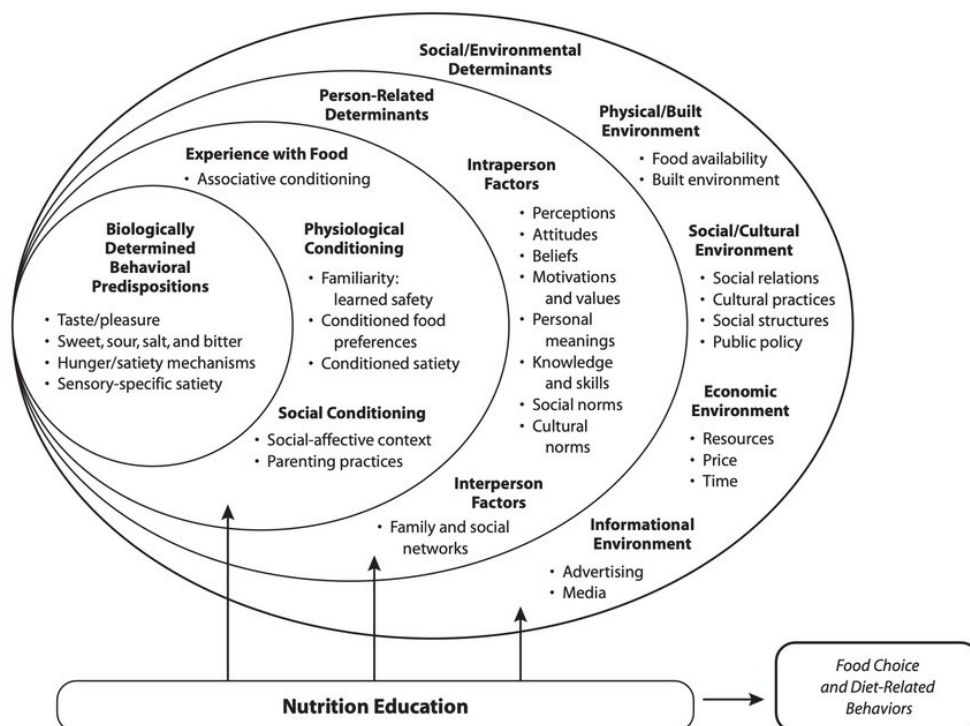 Social/Environmental
Determinants
Person-Related
Determinants
Physical/Built
Environment
• Food availability
• Built environment
Experience with Food
• Associative conditioning
Intraperson
Factors
• Perceptions
• Attitudes
• Beliefs
• Motivations
and values
• Personal
meanings
• Knowledge
and skills
• Social norms
• Cultural
norms
Biologically
Determined
Behavioral
Predispositions
• Taste/pleasure
• Sweet, sour, salt, and bitter
• Hunger/satiety mechanisms
• Sensory-specific satiety
Physiological
Conditioning
• Familiarity:
learned safety
• Conditioned food
preferences
• Conditioned satiety
Social/Cultural
Environment
• Social relations
• Cultural practices
• Social structures
• Public policy
Social Conditioning
• Social-affective context
• Parenting practices
Economic
Environment
• Resources
• Price
• Time
Interperson
Factors
• Family and social
networks
Informational
Environment
• Advertising
• Media
Nutrition Education
Food Choice
and Diet-Related
Behaviors